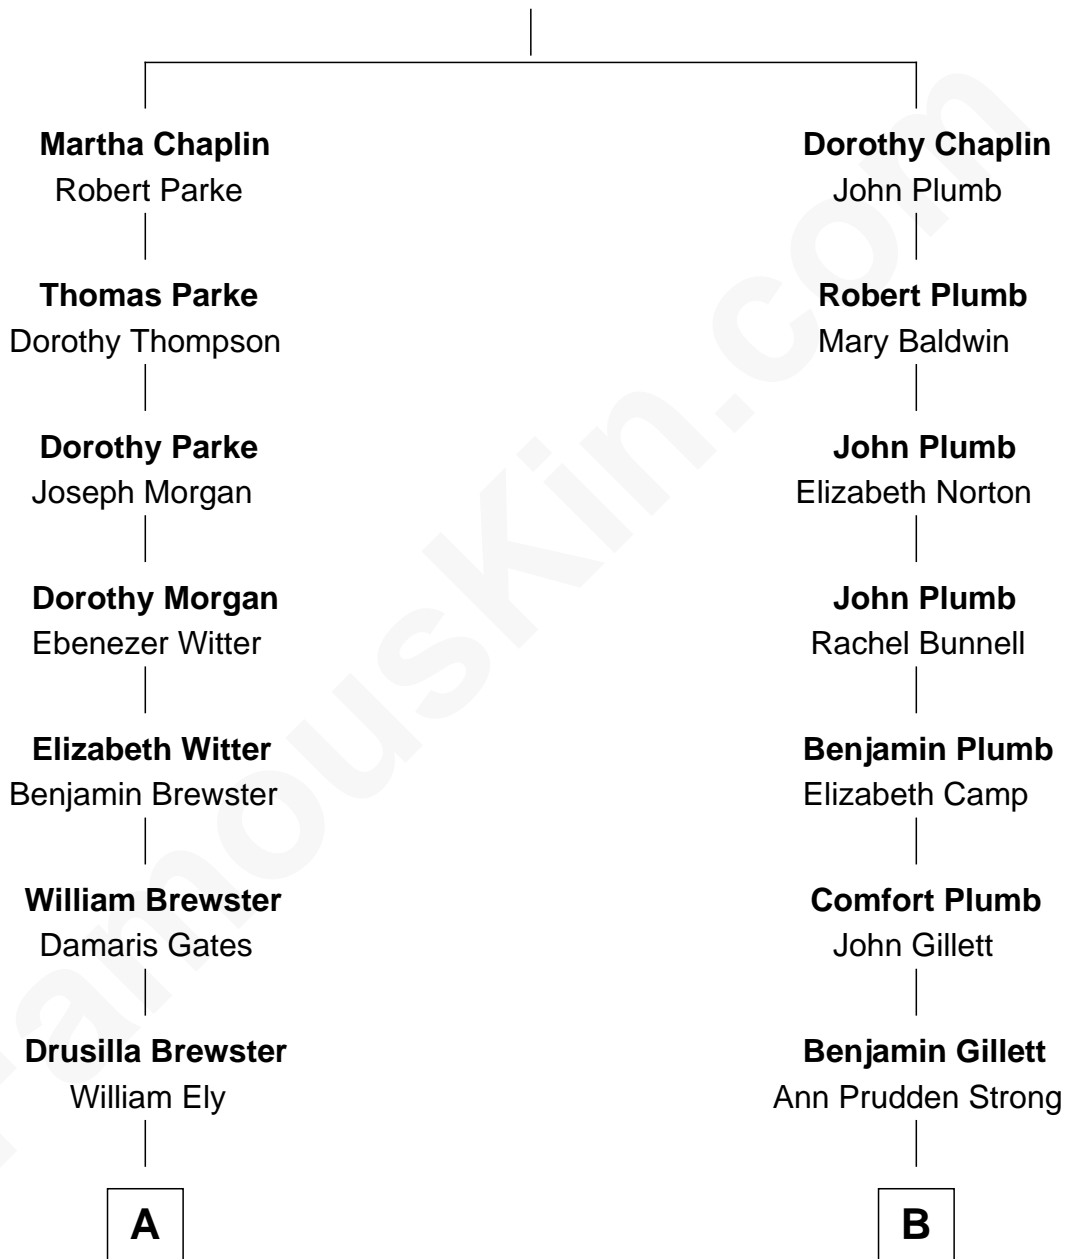 Martha Chaplin
Robert Parke
Thomas Parke
Dorothy Thompson
Dorothy Parke
Joseph Morgan
Dorothy Morgan
Ebenezer Witter
Elizabeth Witter
Benjamin Brewster
William Brewster
Damaris Gates
Drusilla Brewster
William Ely
A
Dorothy Chaplin
John Plumb
Robert Plumb
Mary Baldwin
John Plumb
Elizabeth Norton
John Plumb
Rachel Bunnell
Benjamin Plumb
Elizabeth Camp
Comfort Plumb
John Gillett
Benjamin Gillett
Ann Prudden Strong
B
FamousKin.com